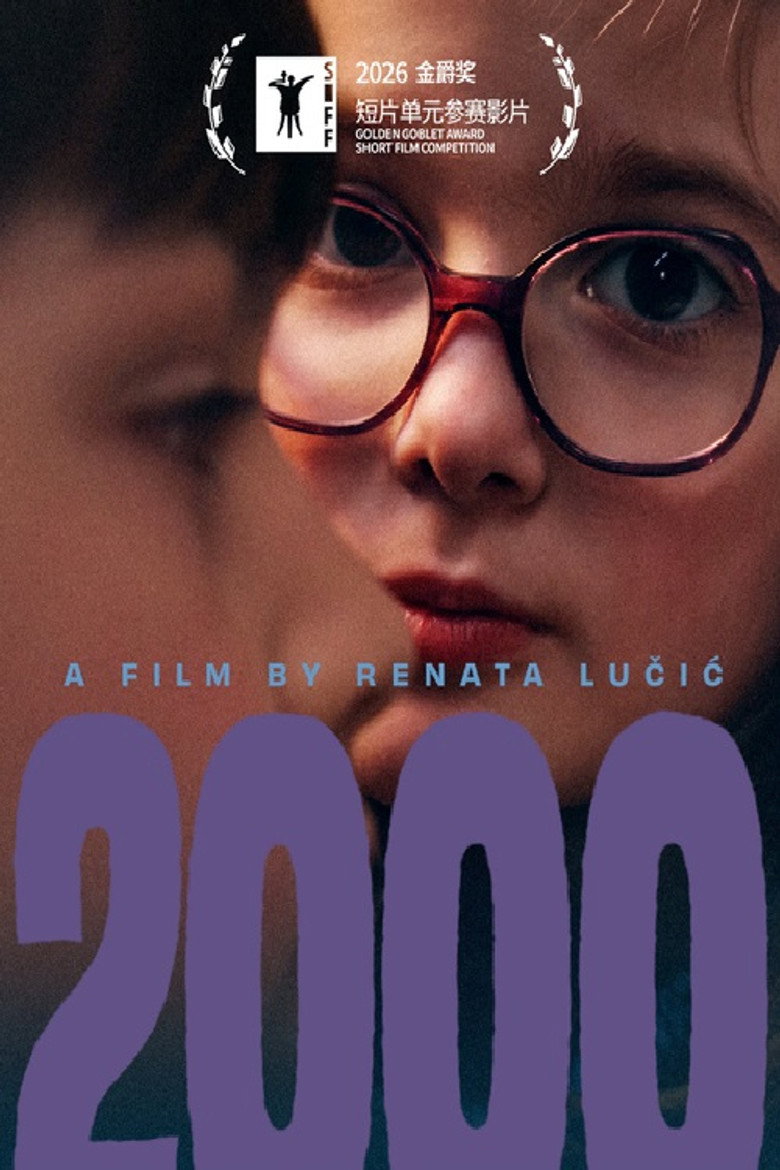 SIFF
2026 金爵奖
短片单元参赛影片
GOLDEN GOBLET AWARD
SHORT FILM COMPETITION
A FILM BY RENATA LUČIĆ
2000